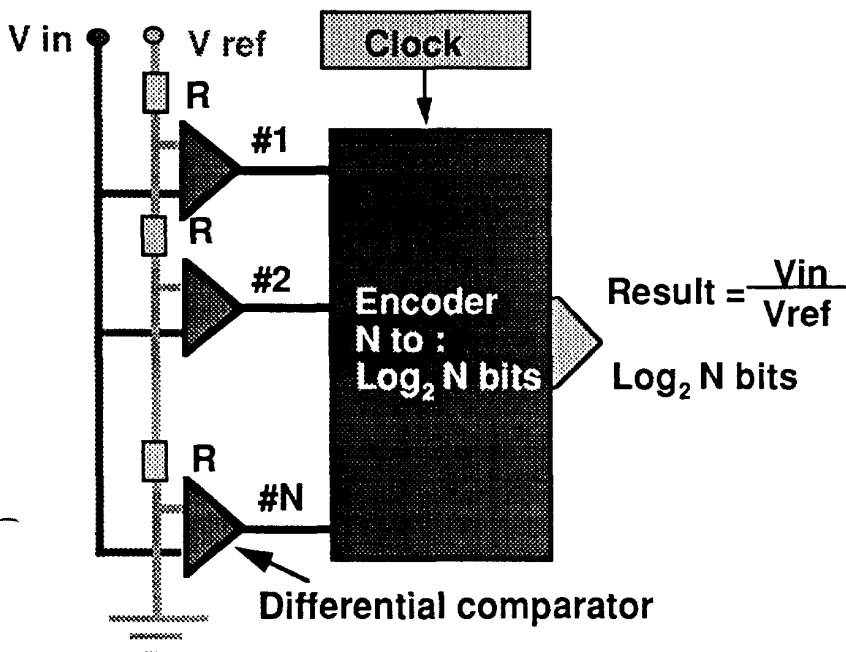 V in
V ref
Clock
R
#1
R
#2
Encoder
N to :
Log₂ N bits
Result = Vin
Vref
Log₂ N bits
R
#N
Differential comparator